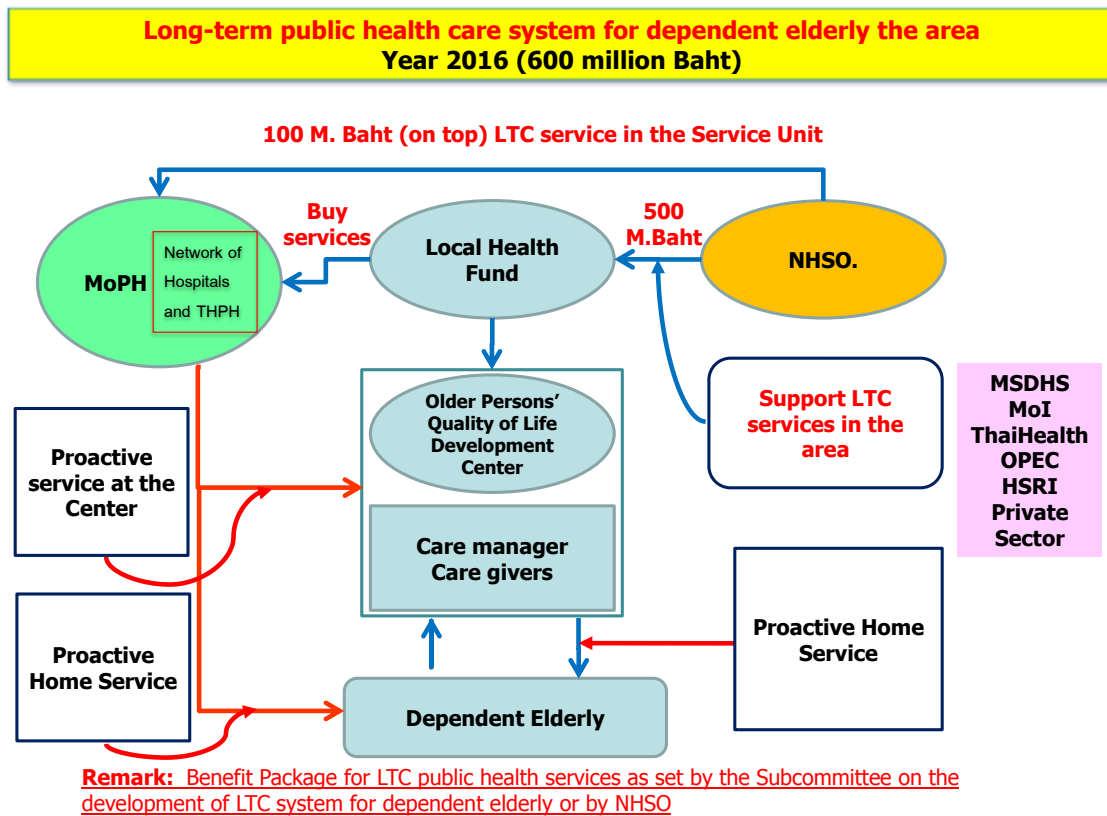 Long-term public health care system for dependent elderly the area
Year 2016 (600 million Baht)
100 M. Baht (on top) LTC service in the Service Unit
Buy
services
500
M.Baht
MoPH
Network of
Hospitals
and THPH
Local Health
Fund
NHSO.
Older Persons’
Quality of Life
Development
Center
Support LTC
services in the
area
MSDHS
MoI
ThaiHealth
OPEC
HSRI
Private
Sector
Proactive
service at the
Center
Care manager
Care givers
Proactive
Home Service
Proactive Home
Service
Dependent Elderly
Remark: Benefit Package for LTC public health services as set by the Subcommittee on the
development of LTC system for dependent elderly or by NHSO